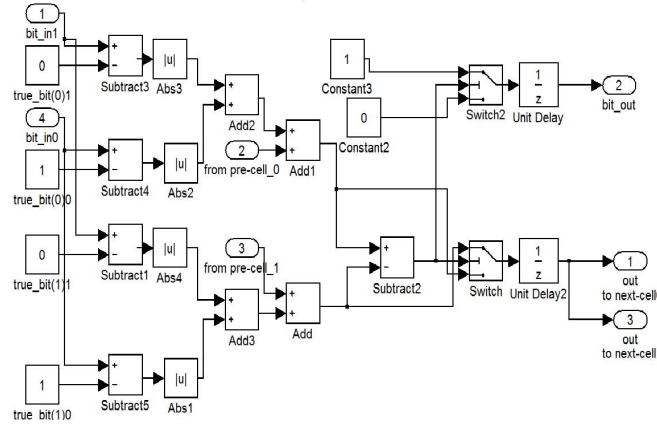 1
bit_in1
0
true_bit(0)1
4
bit_in0
1
true_bit(0)0
0
true_bit(1)1
1
true_bit(1)0
+
−
Subtract3
|u|
Abs3
+
−
Subtract4
|u|
Abs2
+
−
Subtract1
|u|
Abs4
+
−
Subtract5
|u|
Abs1
+
+
Add2
2
from pre-cell_0
+
+
Add1
3
from pre-cell_1
+
+
Add3
+
+
Add
1
Constant3
0
Constant2
+
−
Subtract2
Switch2
1
z
Unit Delay
2
bit_out
Switch
1
z
Unit Delay2
1
out
to next-cell
3
out
to next-cell